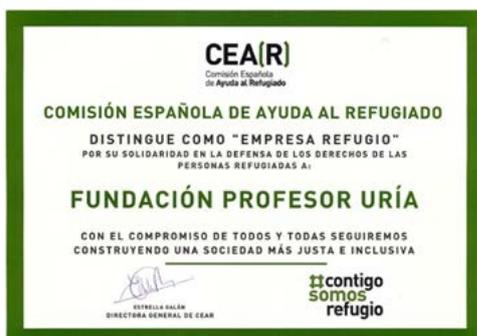 CEA(R)
Comisión Española
de Ayuda al Refugiado
COMISIÓN ESPAÑOLA DE AYUDA AL REFUGIADO
DISTINGUE COMO "EMPRESA REFUGIO"
POR SU SOLIDARIDAD EN LA DEFENSA DE LOS DERECHOS DE LAS
PERSONAS REFUGIADAS A:
FUNDACIÓN PROFESOR URÍA
CON EL COMPROMISO DE TODOS Y TODAS SEGUIREMOS
CONSTRUYENDO UNA SOCIEDAD MÁS JUSTA E INCLUSIVA
ESTRELLA GALÁN
DIRECTORA GENERAL DE CEAR
#contigo
somos
refugio